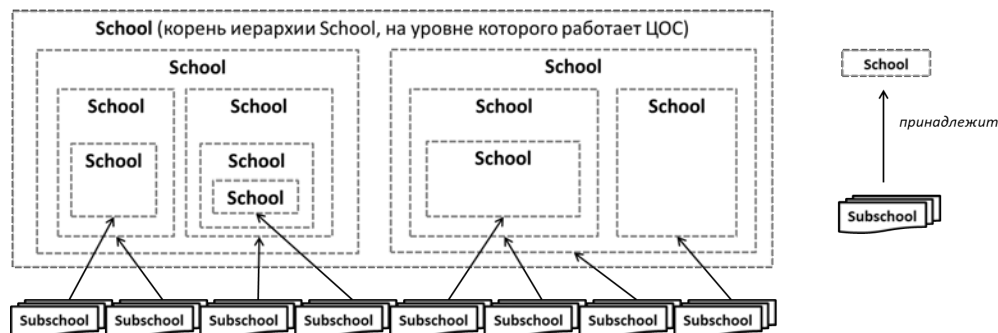 School (корень иерархии School, на уровне которого работает ЦОС)
School
School
School
School
School
School
School
School
School
School
School
принадлежит
Subschool
Subschool
Subschool
Subschool
Subschool
Subschool
Subschool
Subschool
Subschool